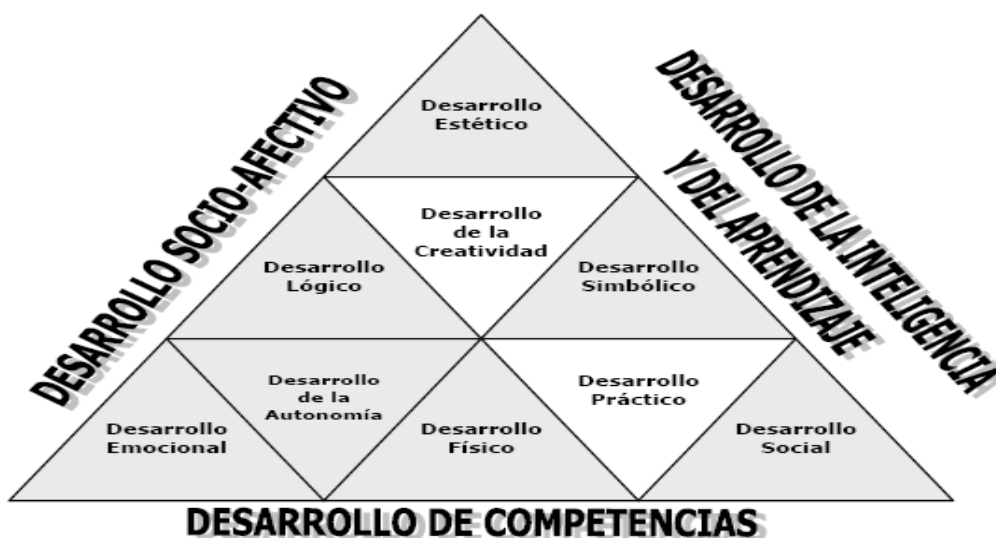 DESARROLLO SOCIO-AFECTIVO
DESARROLLO DE LA INTELIGENCIA
Y DEL APRENDIZAJE
Desarrollo
Estético
Desarrollo
de la
Creatividad
Desarrollo
Lógico
Desarrollo
Simbólico
Desarrollo
Emocional
Desarrollo
de la
Autonomía
Desarrollo
Físico
Desarrollo
Práctico
Desarrollo
Social
DESARROLLO DE COMPETENCIAS